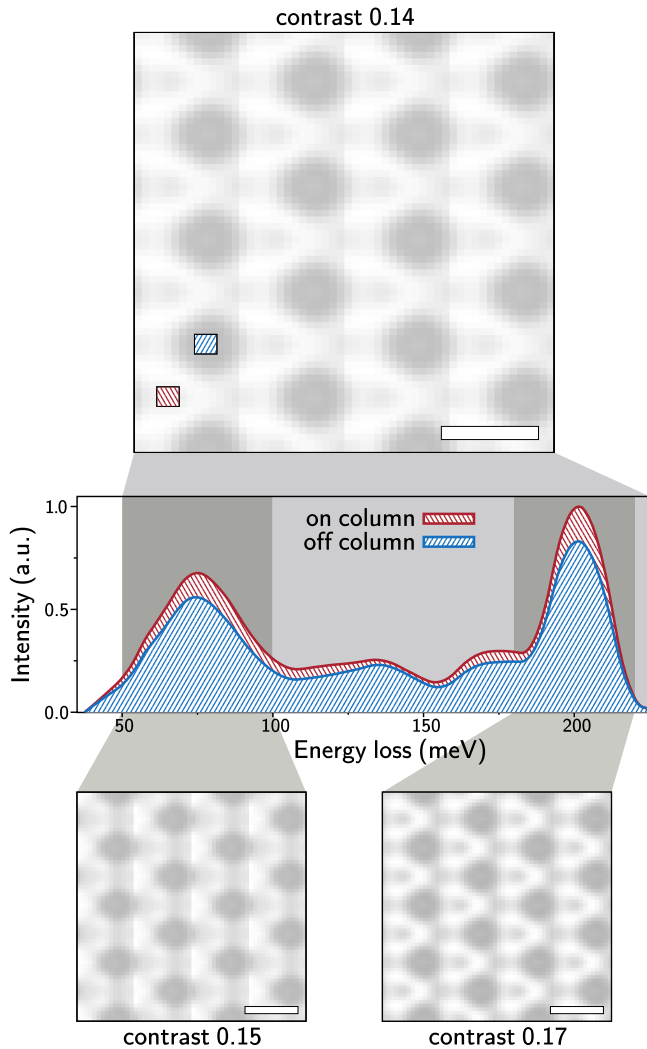 contrast 0.14
Intensity (a.u.)
1.0
0.5
0.0
on column
off column
50 100 150 200
Energy loss (meV)
contrast 0.15 contrast 0.17